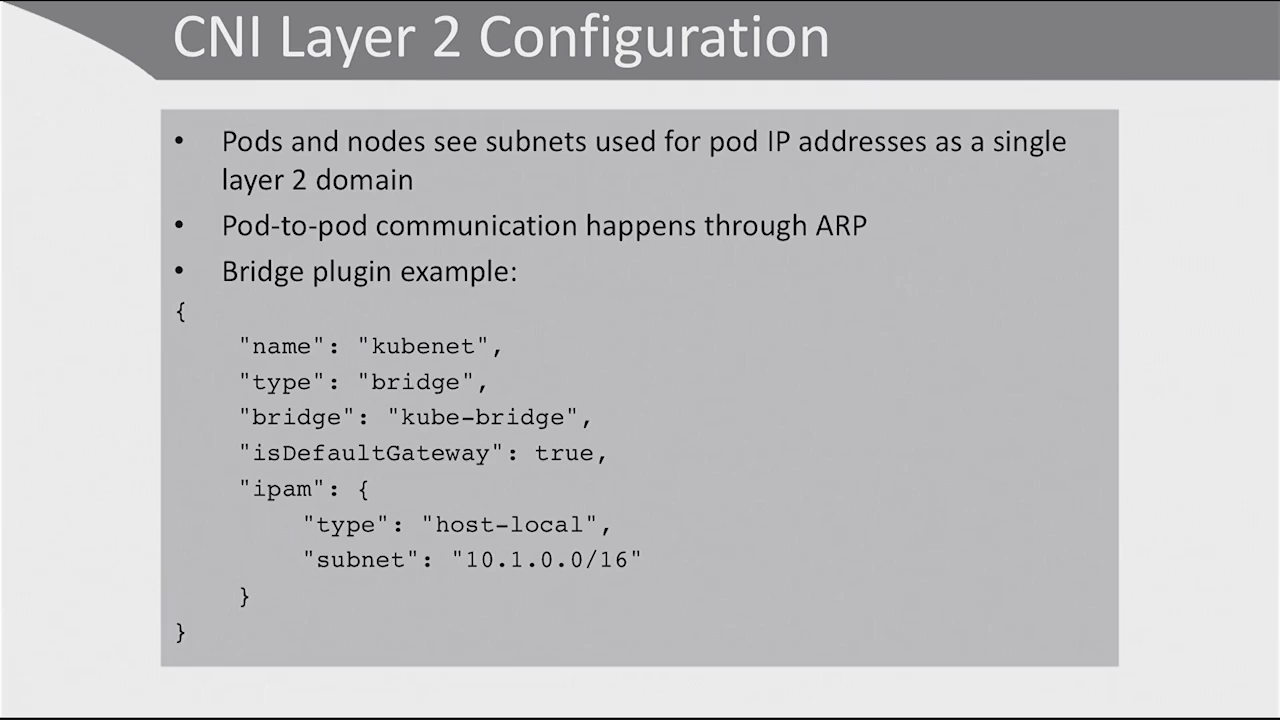 CNI Layer 2 Configuration
• Pods and nodes see subnets used for pod IP addresses as a single
layer 2 domain
• Pod-to-pod communication happens through ARP
• Bridge plugin example:
{
"name": "kubenet",
"type": "bridge",
"bridge": "kube-bridge",
"isDefaultGateway": true,
"ipam": {
"type": "host-local",
"subnet": "10.1.0.0/16"
}
}